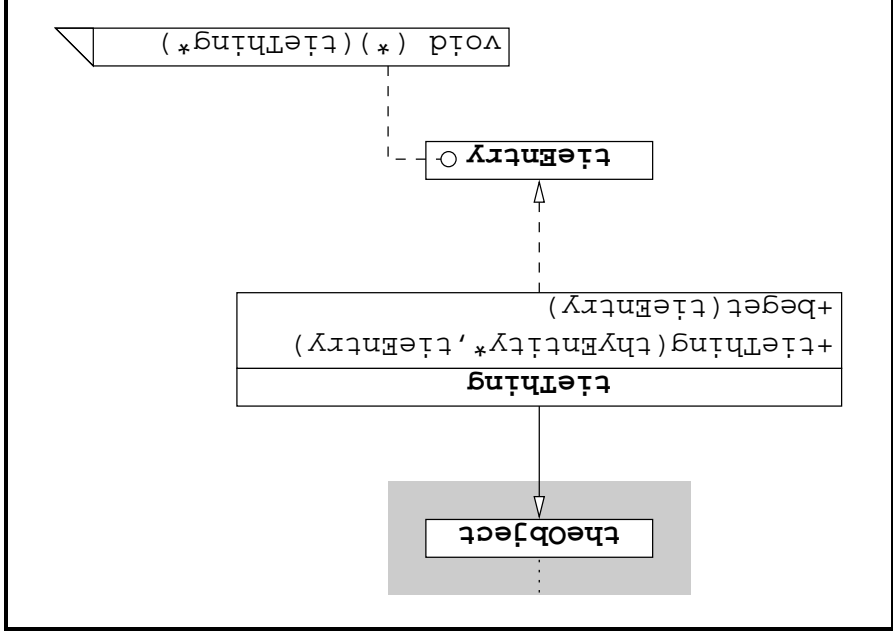 theObject
tieThing
+tieThing(thyEntity*,tieEntry)
+beget(tieEntry)
tieEntry
void (*)(tieThing*)